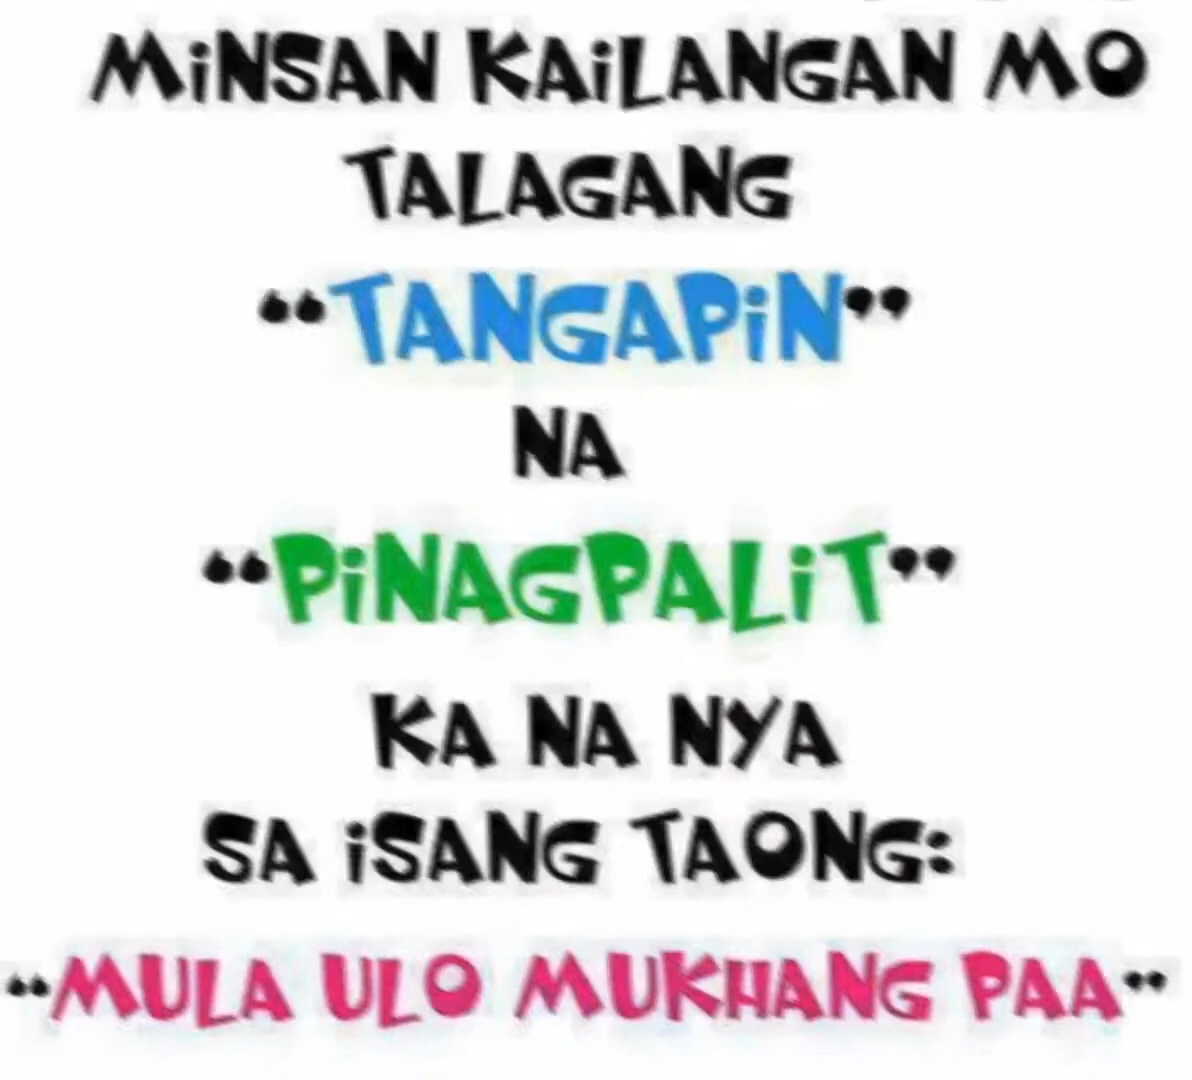 MiNSAN KAiLANGAN MO
TALAGANG
“TANGAPiN”
NA
“PiNAGPALiT”
KA NA NYA
SA iSANG TAONG:
“MULA ULO MUKHANG PAA”